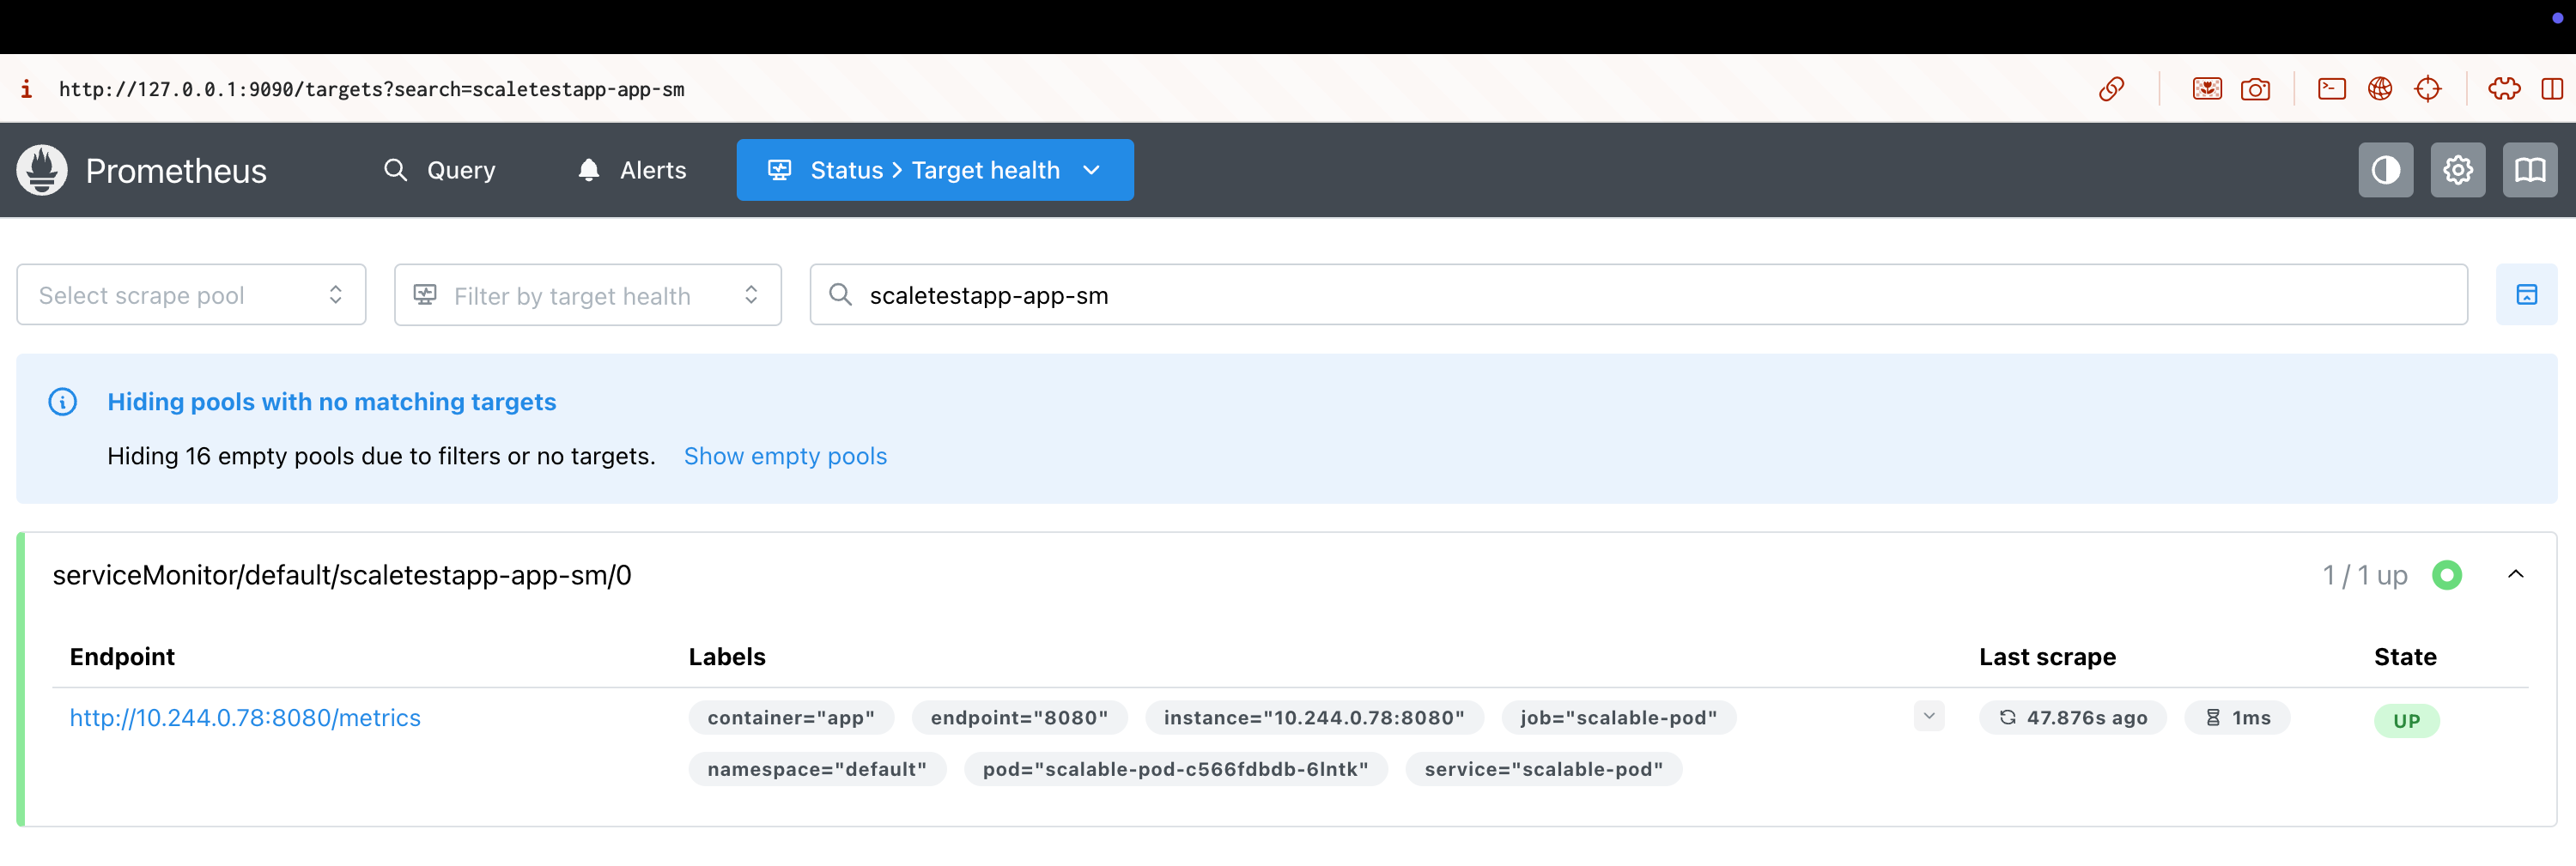 http://127.0.0.1:9090/targets?search=scaletestapp-app-sm
Prometheus Query Alerts Status > Target health
Select scrape pool Filter by target health scaletestapp-app-sm
Hiding pools with no matching targets
Hiding 16 empty pools due to filters or no targets. Show empty pools
serviceMonitor/default/scaletestapp-app-sm/0 1 / 1 up
Endpoint Labels Last scrape State
http://10.244.0.78:8080/metrics container="app" endpoint="8080" instance="10.244.0.78:8080" job="scalable-pod" 47.876s ago 1ms UP
namespace="default" pod="scalable-pod-c566fdbdb-6lntk" service="scalable-pod"